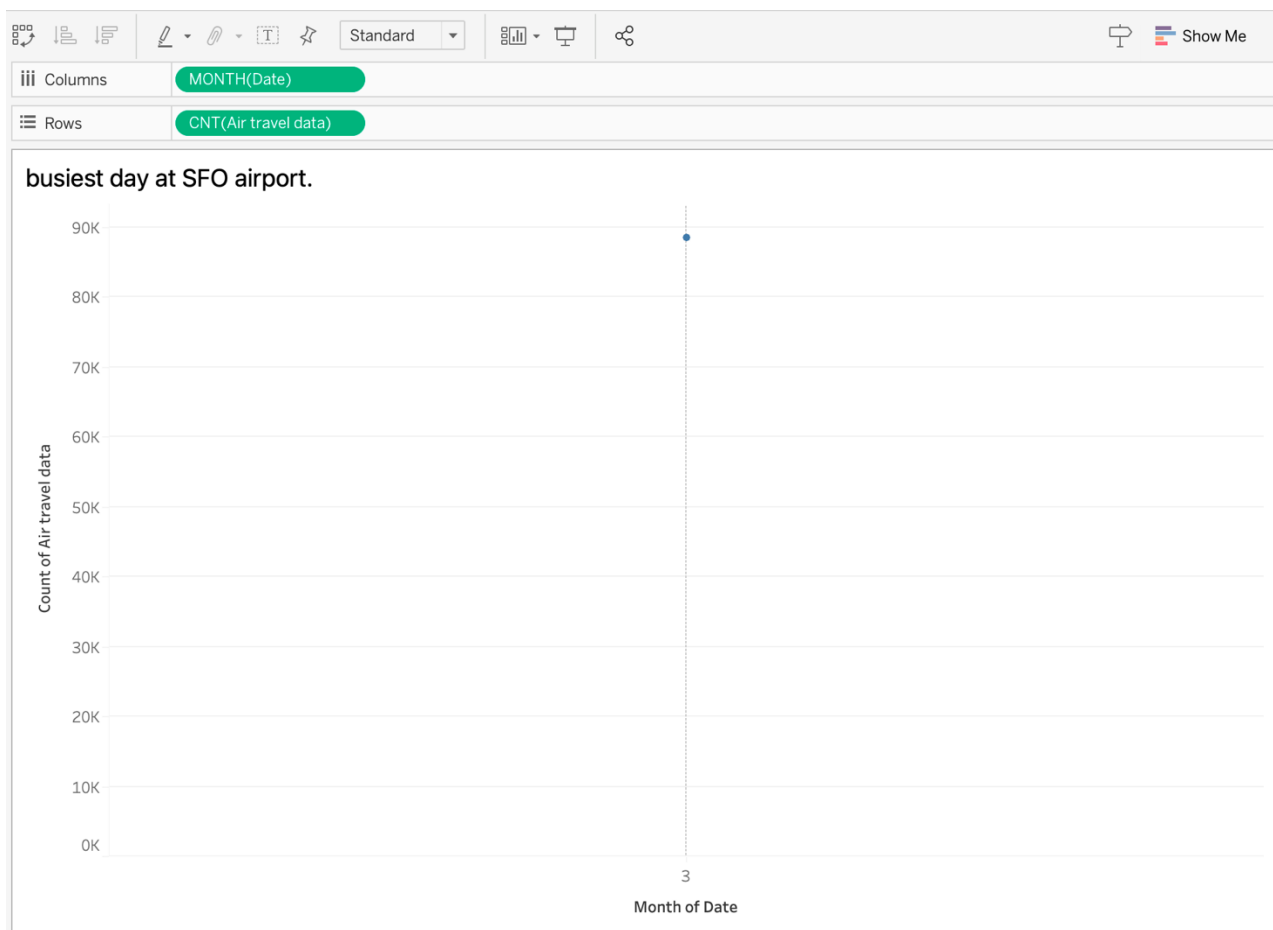 Standard
Show Me
Columns
MONTH(Date)
Rows
CNT(Air travel data)
busiest day at SFO airport.
90K
80K
70K
60K
50K
40K
30K
20K
10K
0K
Count of Air travel data
3
Month of Date